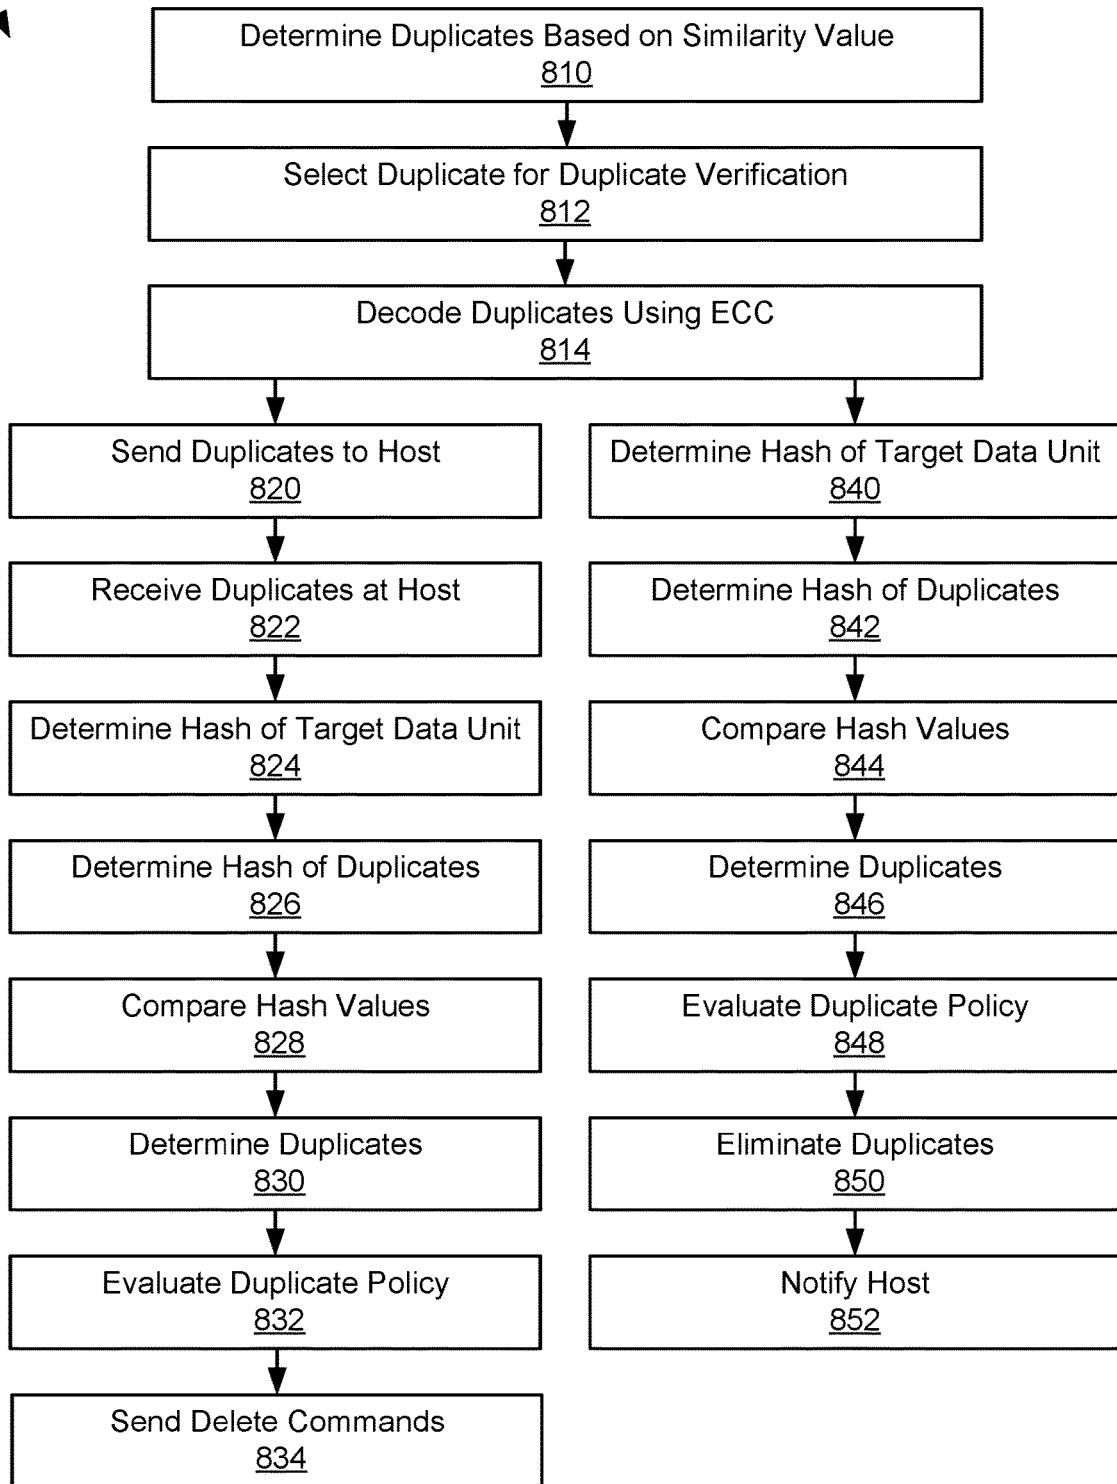 Determine Duplicates Based on Similarity Value
810
Select Duplicate for Duplicate Verification
812
Decode Duplicates Using ECC
814
Send Duplicates to Host
820
Receive Duplicates at Host
822
Determine Hash of Target Data Unit
824
Determine Hash of Duplicates
826
Compare Hash Values
828
Determine Duplicates
830
Evaluate Duplicate Policy
832
Send Delete Commands
834
Determine Hash of Target Data Unit
840
Determine Hash of Duplicates
842
Compare Hash Values
844
Determine Duplicates
846
Evaluate Duplicate Policy
848
Eliminate Duplicates
850
Notify Host
852